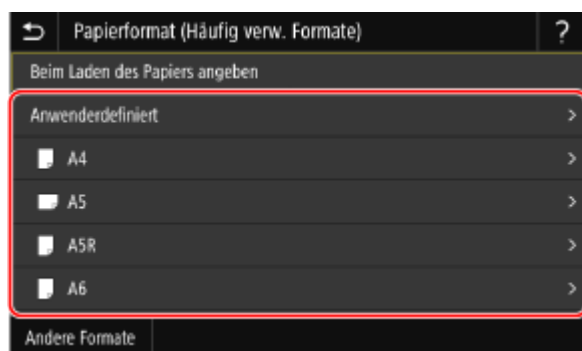 Papierformat (Häufig verw. Formate) ?
Beim Laden des Papiers angeben
Anwenderdefiniert >
A4 >
A5 >
A5R >
A6 >
Andere Formate